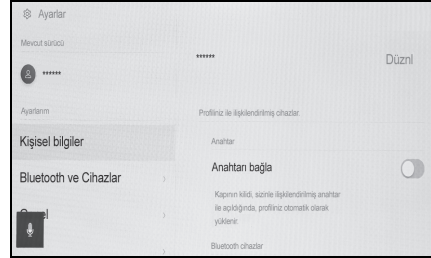 Ayarlar
Mevcut sürücü
******
Ayarlarım
Kişisel bilgiler
Bluetooth ve Cihazlar
******
Düznl
Profiliniz ile ilişkilendirilmiş cihazlar.
Anahtar
Anahtarı bağla
Kapının kilidi, sizinle ilişkilendirilmiş anahtar
ile açıldığında, profiliniz otomatik olarak
yüklenir.
Bluetooth cihazlar